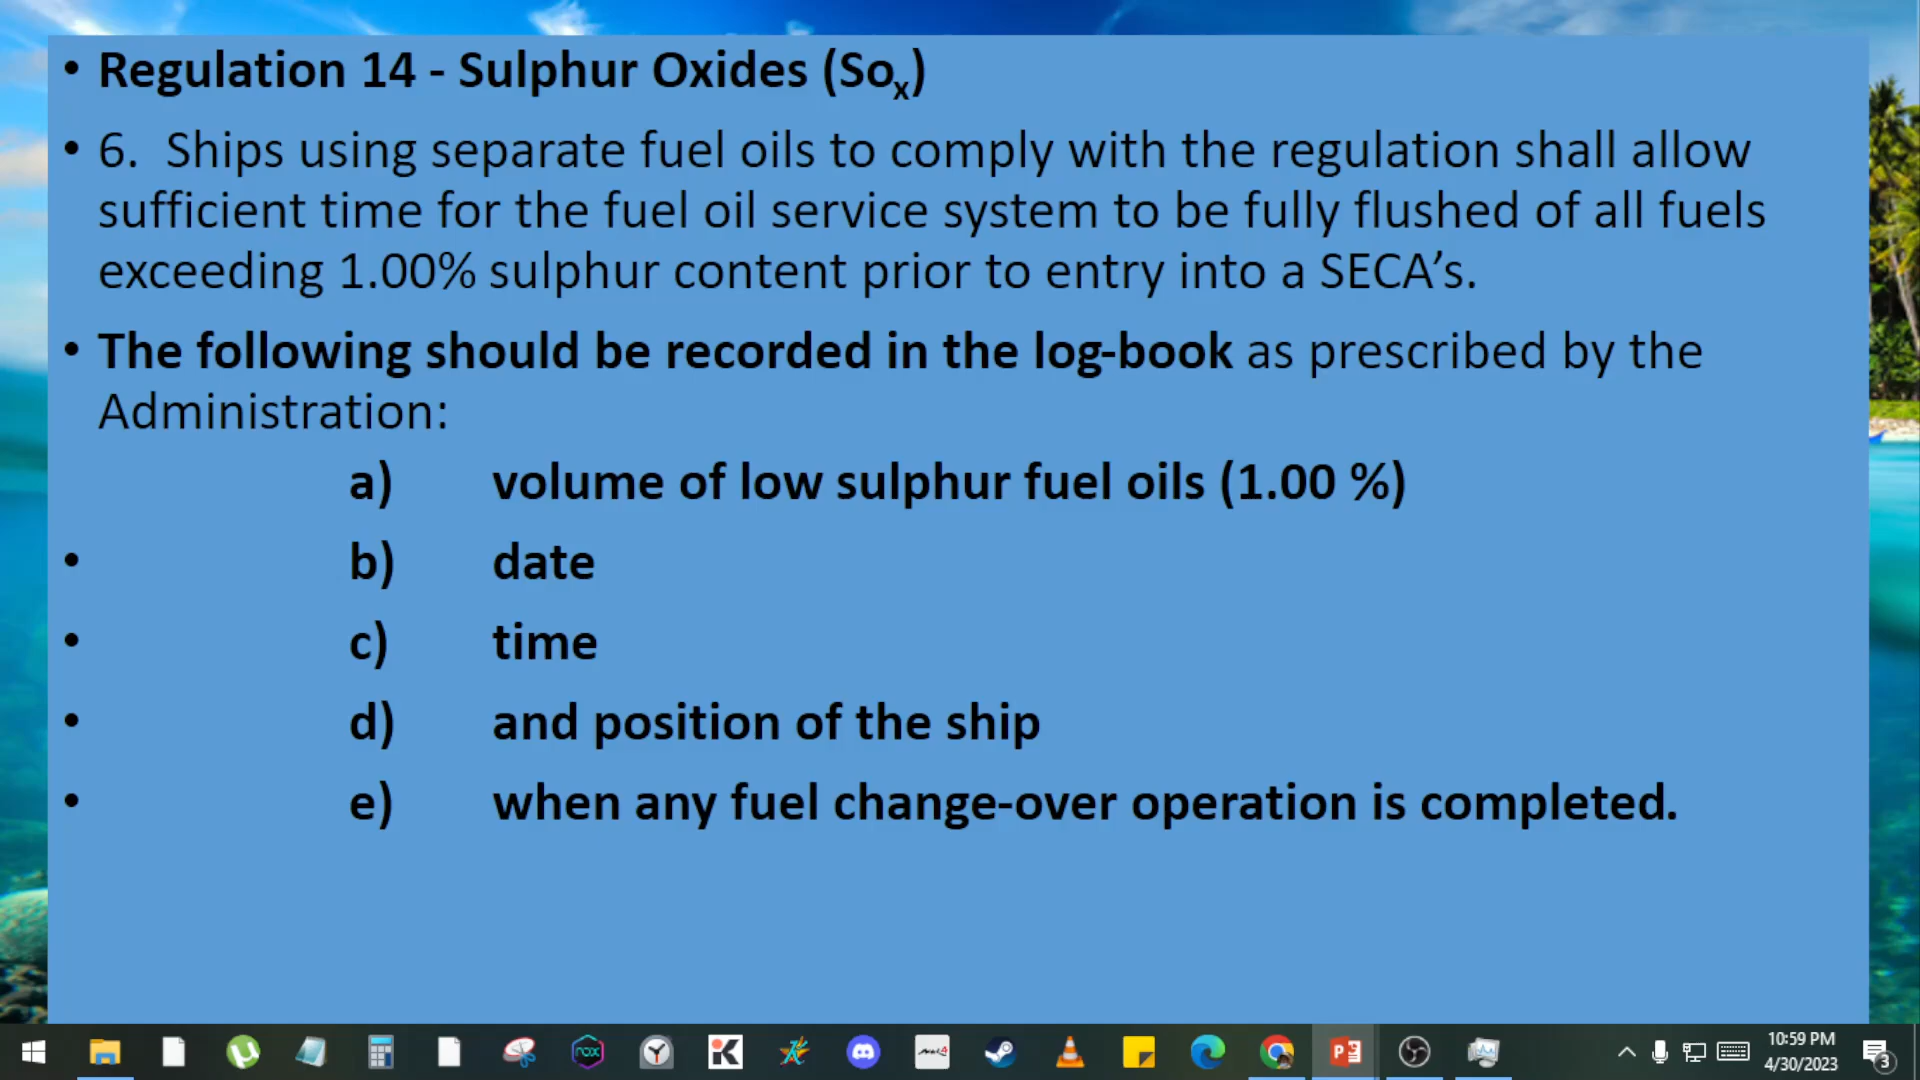 • Regulation 14 - Sulphur Oxides (Soₓ)
• 6. Ships using separate fuel oils to comply with the regulation shall allow
sufficient time for the fuel oil service system to be fully flushed of all fuels
exceeding 1.00% sulphur content prior to entry into a SECA’s.
• The following should be recorded in the log-book as prescribed by the
Administration:
a) volume of low sulphur fuel oils (1.00 %)
• b) date
• c) time
• d) and position of the ship
• e) when any fuel change-over operation is completed.
10:59 PM
4/30/2023
3